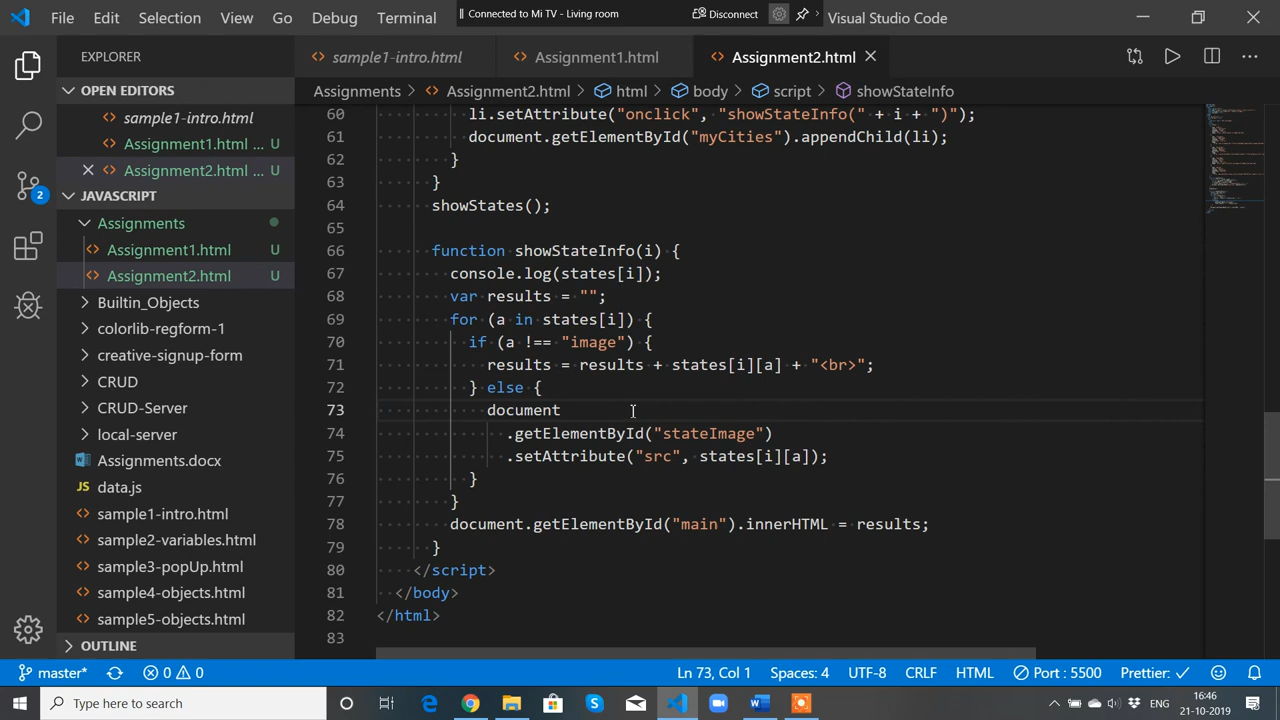 File Edit Selection View Go Debug Terminal Connected to Mi TV - Living room Disconnect Visual Studio Code
EXPLORER
OPEN EDITORS
sample1-intro.html
Assignment1.html ... U
Assignment2.html ... U
JAVASCRIPT
Assignments
Assignment1.html U
Assignment2.html U
Builtin_Objects
colorlib-regform-1
creative-signup-form
CRUD
CRUD-Server
local-server
Assignments.docx
data.js
sample1-intro.html
sample2-variables.html
sample3-popUp.html
sample4-objects.html
sample5-objects.html
OUTLINE
2
sample1-intro.html Assignment1.html Assignment2.html
Assignments > Assignment2.html > html > body > script > showStateInfo
60 li.setAttribute("onclick", "showStateInfo(" + i + ")");
61 document.getElementById("myCities").appendChild(li);
62 }
63 }
64 showStates();
65
66 function showStateInfo(i) {
67 console.log(states[i]);
68 var results = "";
69 for (a in states[i]) {
70 if (a !== "image") {
71 results = results + states[i][a] + "<br>";
72 } else {
73 document
74 .getElementById("stateImage")
75 .setAttribute("src", states[i][a]);
76 }
77 }
78 document.getElementById("main").innerHTML = results;
79 }
80 </script>
81 </body>
82 </html>
83
master* 0 0 Ln 73, Col 1 Spaces: 4 UTF-8 CRLF HTML Port : 5500 Prettier: ✓
Type here to search ENG 16:46
21-10-2019